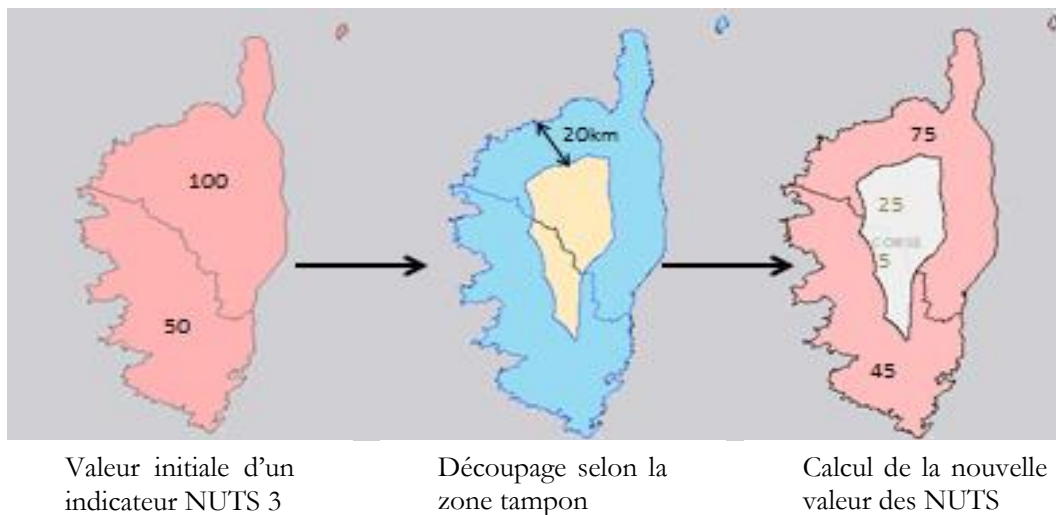 100
50
20km
75
25
CORSE
5
45
Valeur initiale d’un
indicateur NUTS 3
Découpage selon la
zone tampon
Calcul de la nouvelle
valeur des NUTS